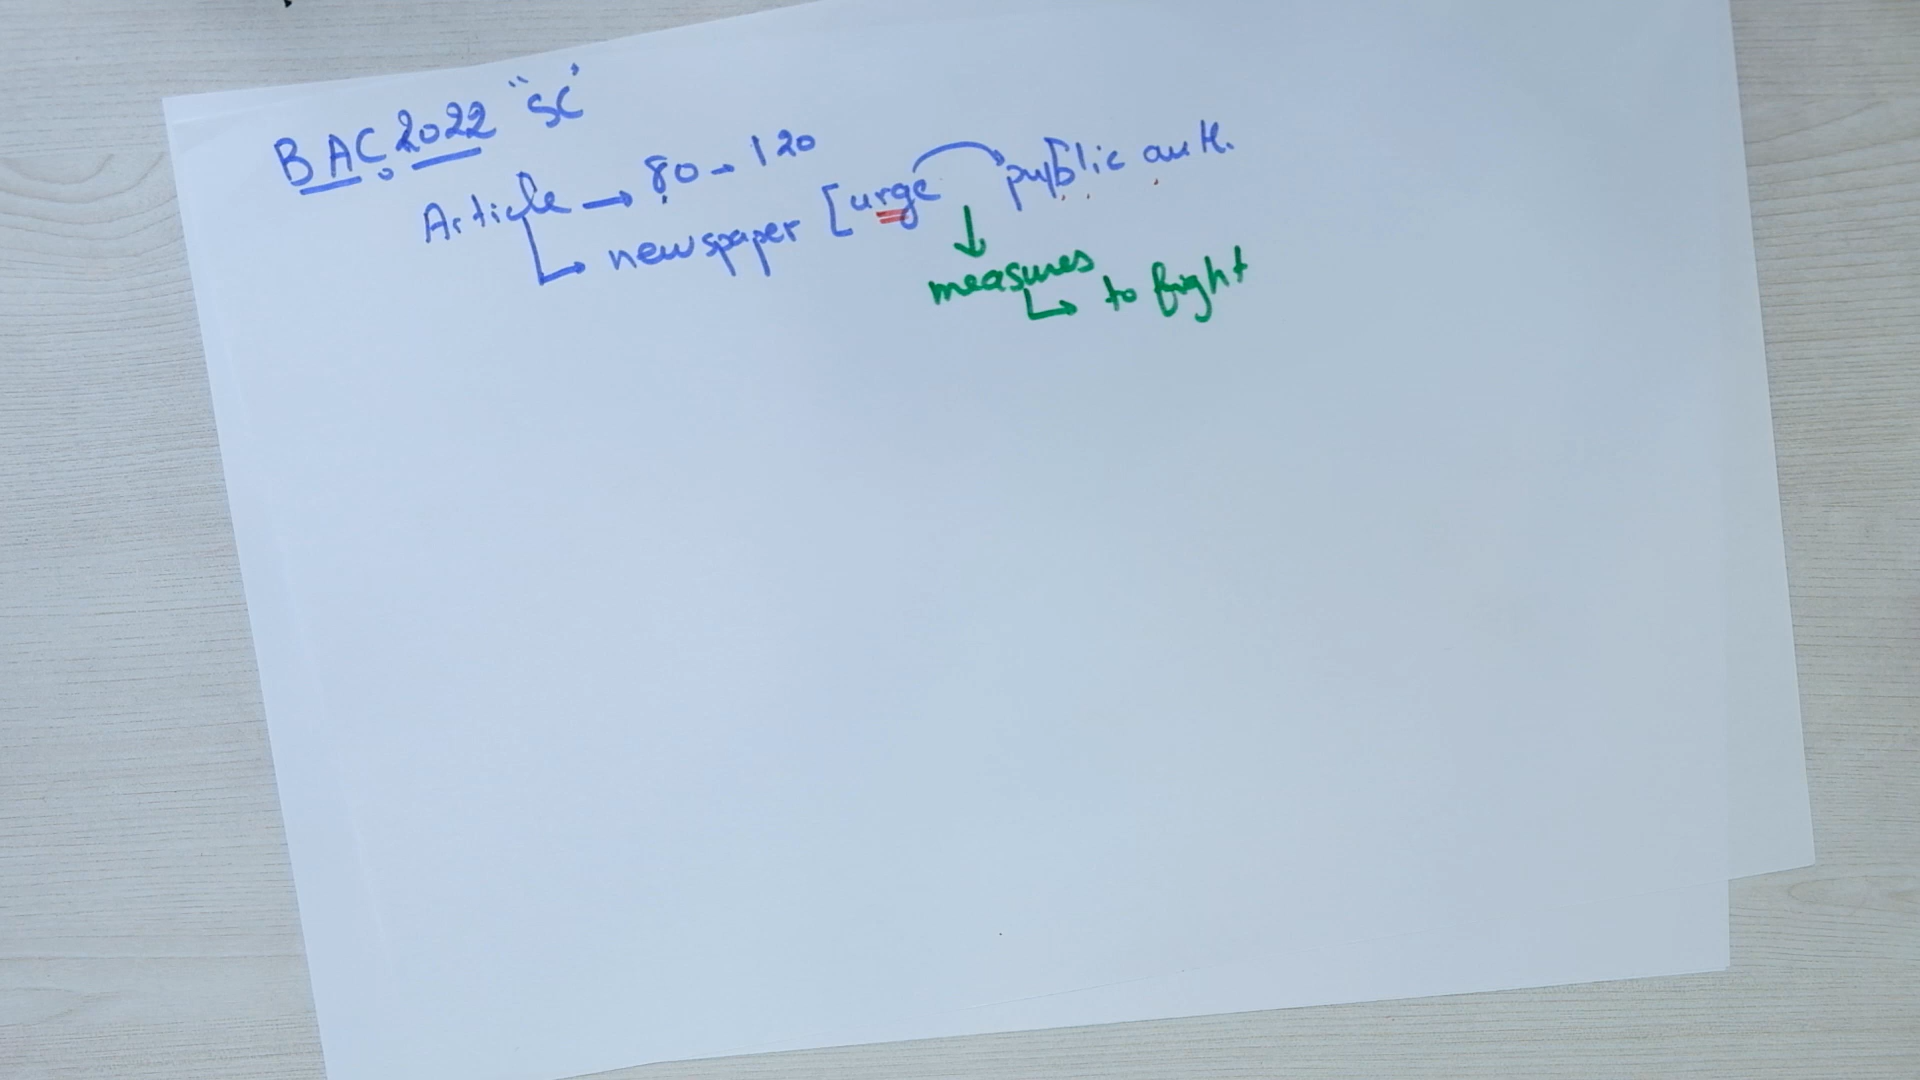 BAC 2022 "SC"
Article → 80 - 120
↳ newspaper [urge public auth.
↓
measures
↳ to fight